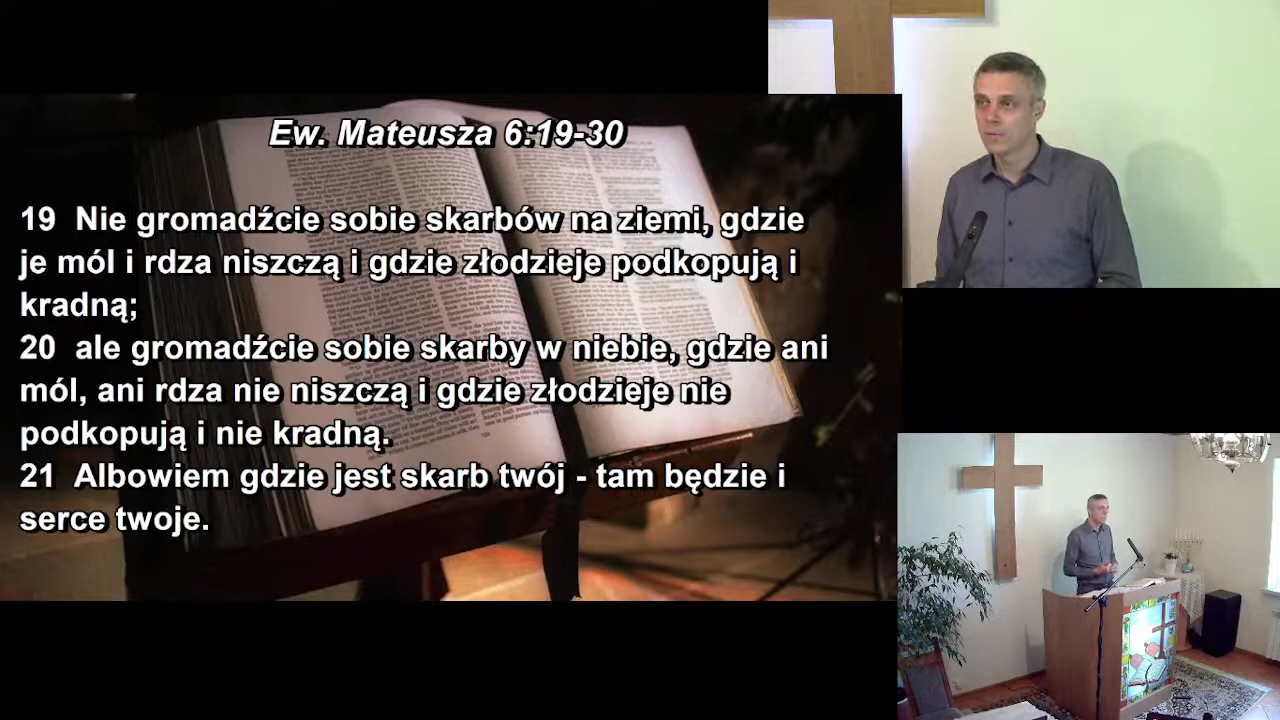 Ew. Mateusza 6:19-30
19 Nie gromadźcie sobie skarbów na ziemi, gdzie
je mól i rdza niszczą i gdzie złodzieje podkopują i
kradną;
20 ale gromadźcie sobie skarby w niebie, gdzie ani
mól, ani rdza nie niszczą i gdzie złodzieje nie
podkopują i nie kradną.
21 Albowiem gdzie jest skarb twój - tam będzie i
serce twoje.